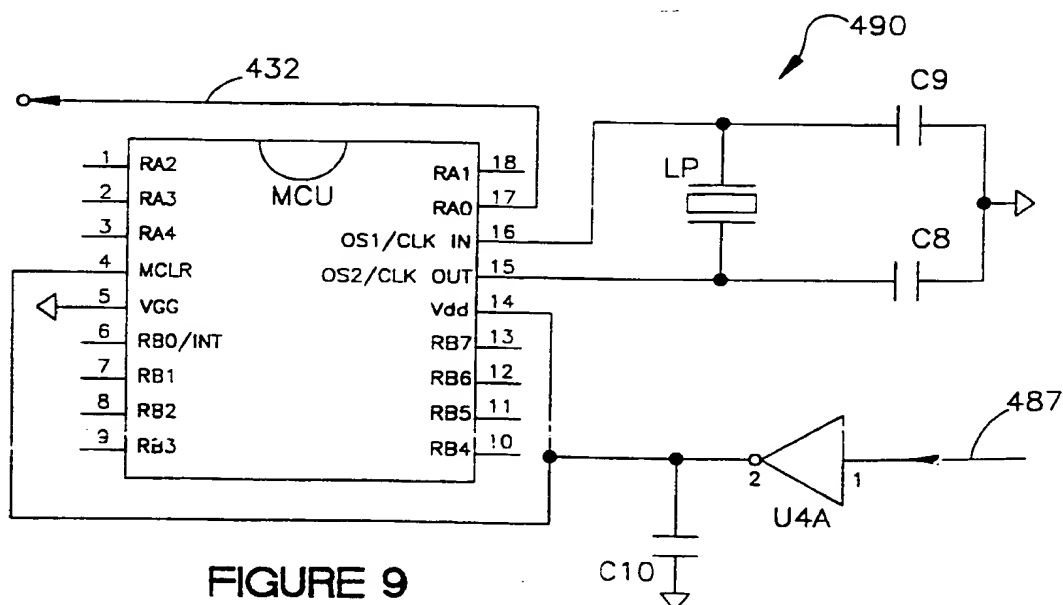 490
432
C9
1 RA2
RA1 18
MCU
LP
2 RA3
RA0 17
3 RA4
OS1/CLK IN 16
C8
4 MCLR
OS2/CLK OUT 15
5 VGG
Vdd 14
6 RB0/INT
RB7 13
7 RB1
RB6 12
8 RB2
RB5 11
487
9 RB3
RB4 10
2
1
U4A
C10
FIGURE 9